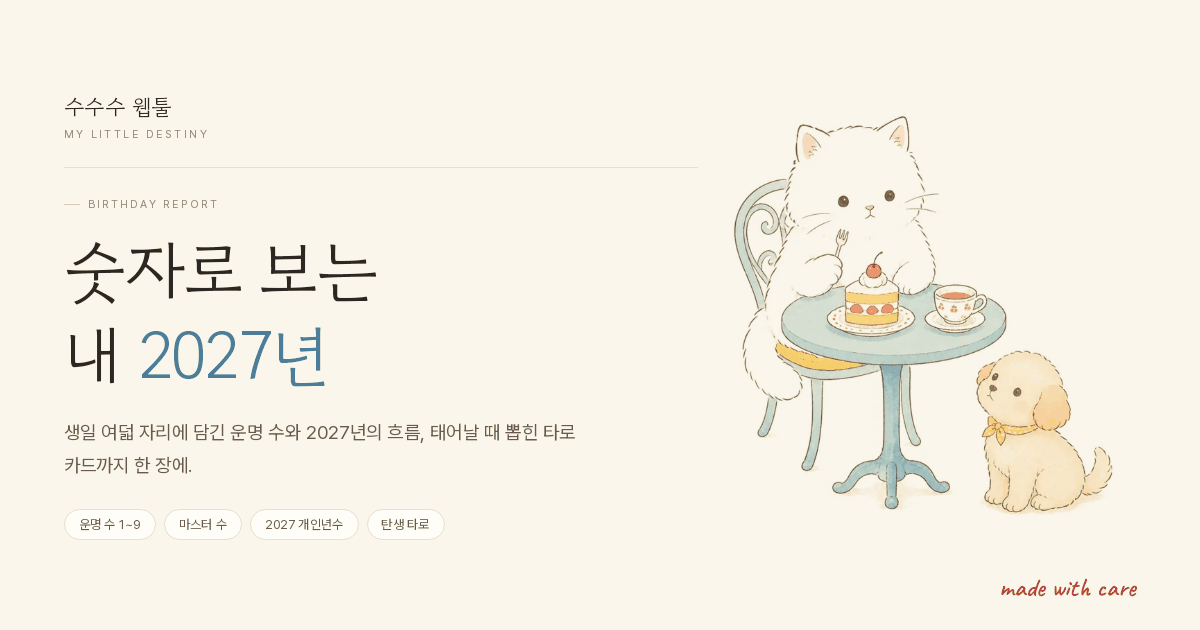 수수수 웹툴
MY LITTLE DESTINY
BIRTHDAY REPORT
숫자로 보는
내 2027년
생일 여덟 자리에 담긴 운명 수와 2027년의 흐름, 태어날 때 뽑힌 타로
카드까지 한 장에.
운명 수 1~9
마스터 수
2027 개인년수
탄생 타로
made with care